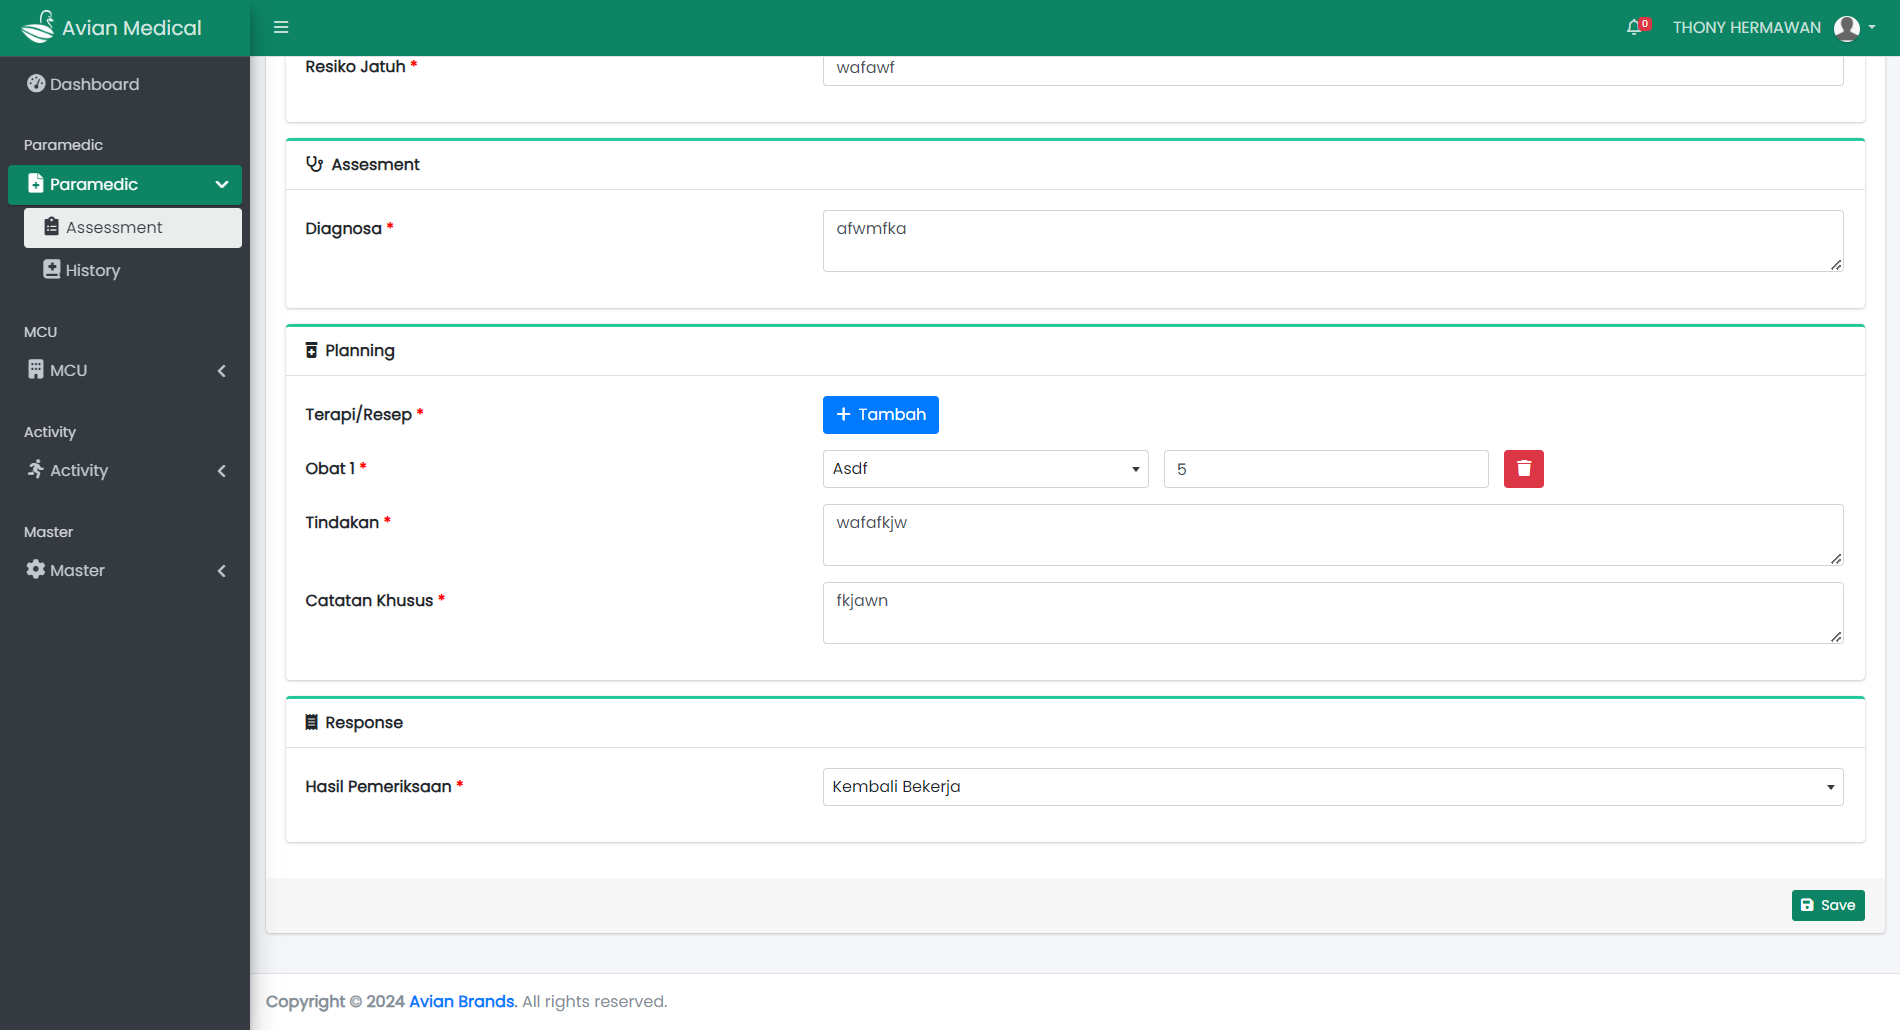 Avian Medical
0
THONY HERMAWAN
Dashboard
Paramedic
Paramedic
Assessment
History
MCU
MCU
Activity
Activity
Master
Master
Resiko Jatuh *
wafawf
Assesment
Diagnosa *
afwmfka
Planning
Terapi/Resep *
+ Tambah
Obat 1 *
Asdf
5
Tindakan *
wafafkjw
Catatan Khusus *
fkjawn
Response
Hasil Pemeriksaan *
Kembali Bekerja
Save
Copyright © 2024 Avian Brands. All rights reserved.